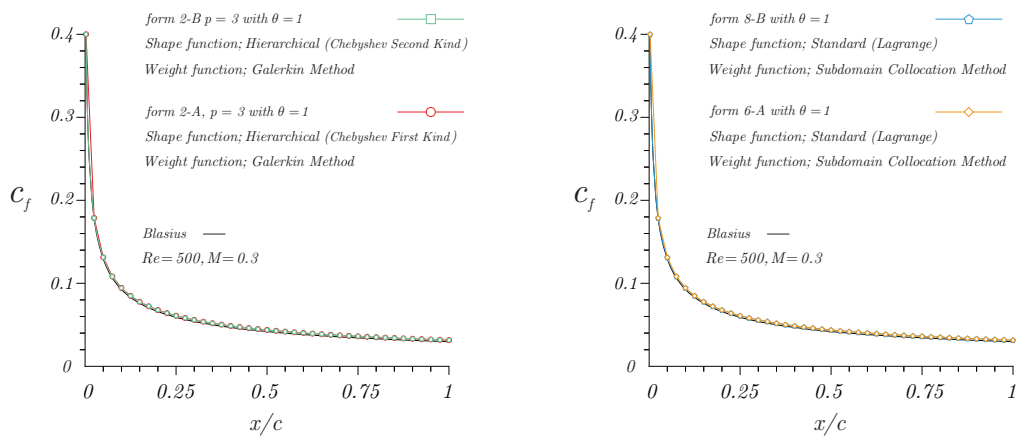 form 2-B p = 3 with θ = 1
Shape function; Hierarchical (Chebyshev Second Kind)
Weight function; Galerkin Method
form 2-A, p = 3 with θ = 1
Shape function; Hierarchical (Chebyshev First Kind)
Weight function; Galerkin Method
Blasius
Re = 500, M = 0.3
c_f
0.4
0.3
0.2
0.1
0
0 0.25 0.5 0.75 1
x/c
form 8-B with θ = 1
Shape function; Standard (Lagrange)
Weight function; Subdomain Collocation Method
form 6-A with θ = 1
Shape function; Standard (Lagrange)
Weight function; Subdomain Collocation Method
Blasius
Re = 500, M = 0.3
c_f
0.4
0.3
0.2
0.1
0
0 0.25 0.5 0.75 1
x/c